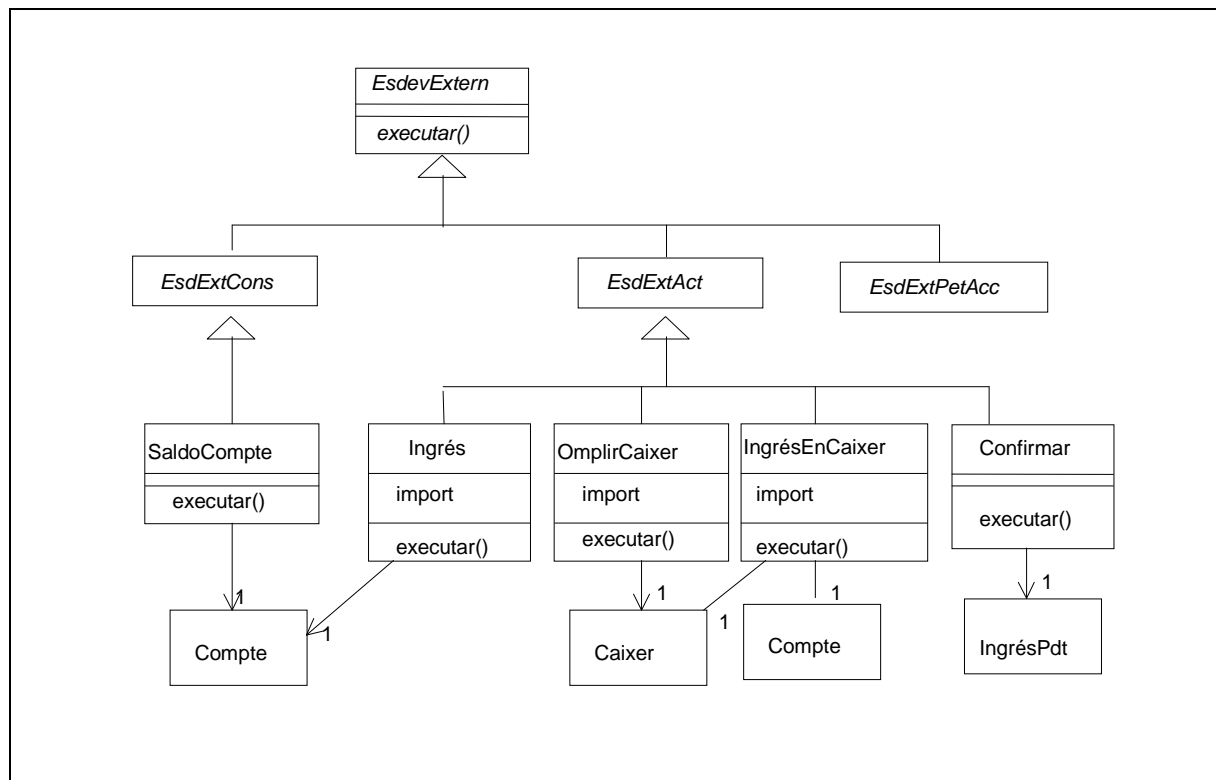 EsdevExtern
executar()
EsdExtCons
EsdExtAct
EsdExtPetAcc
SaldoCompte
executar()
Ingrés
import
executar()
OmplirCaixer
import
executar()
IngrésEnCaixer
import
executar()
Confirmar
executar()
1
1
1
1
1
1
Compte
Caixer
Compte
IngrésPdt